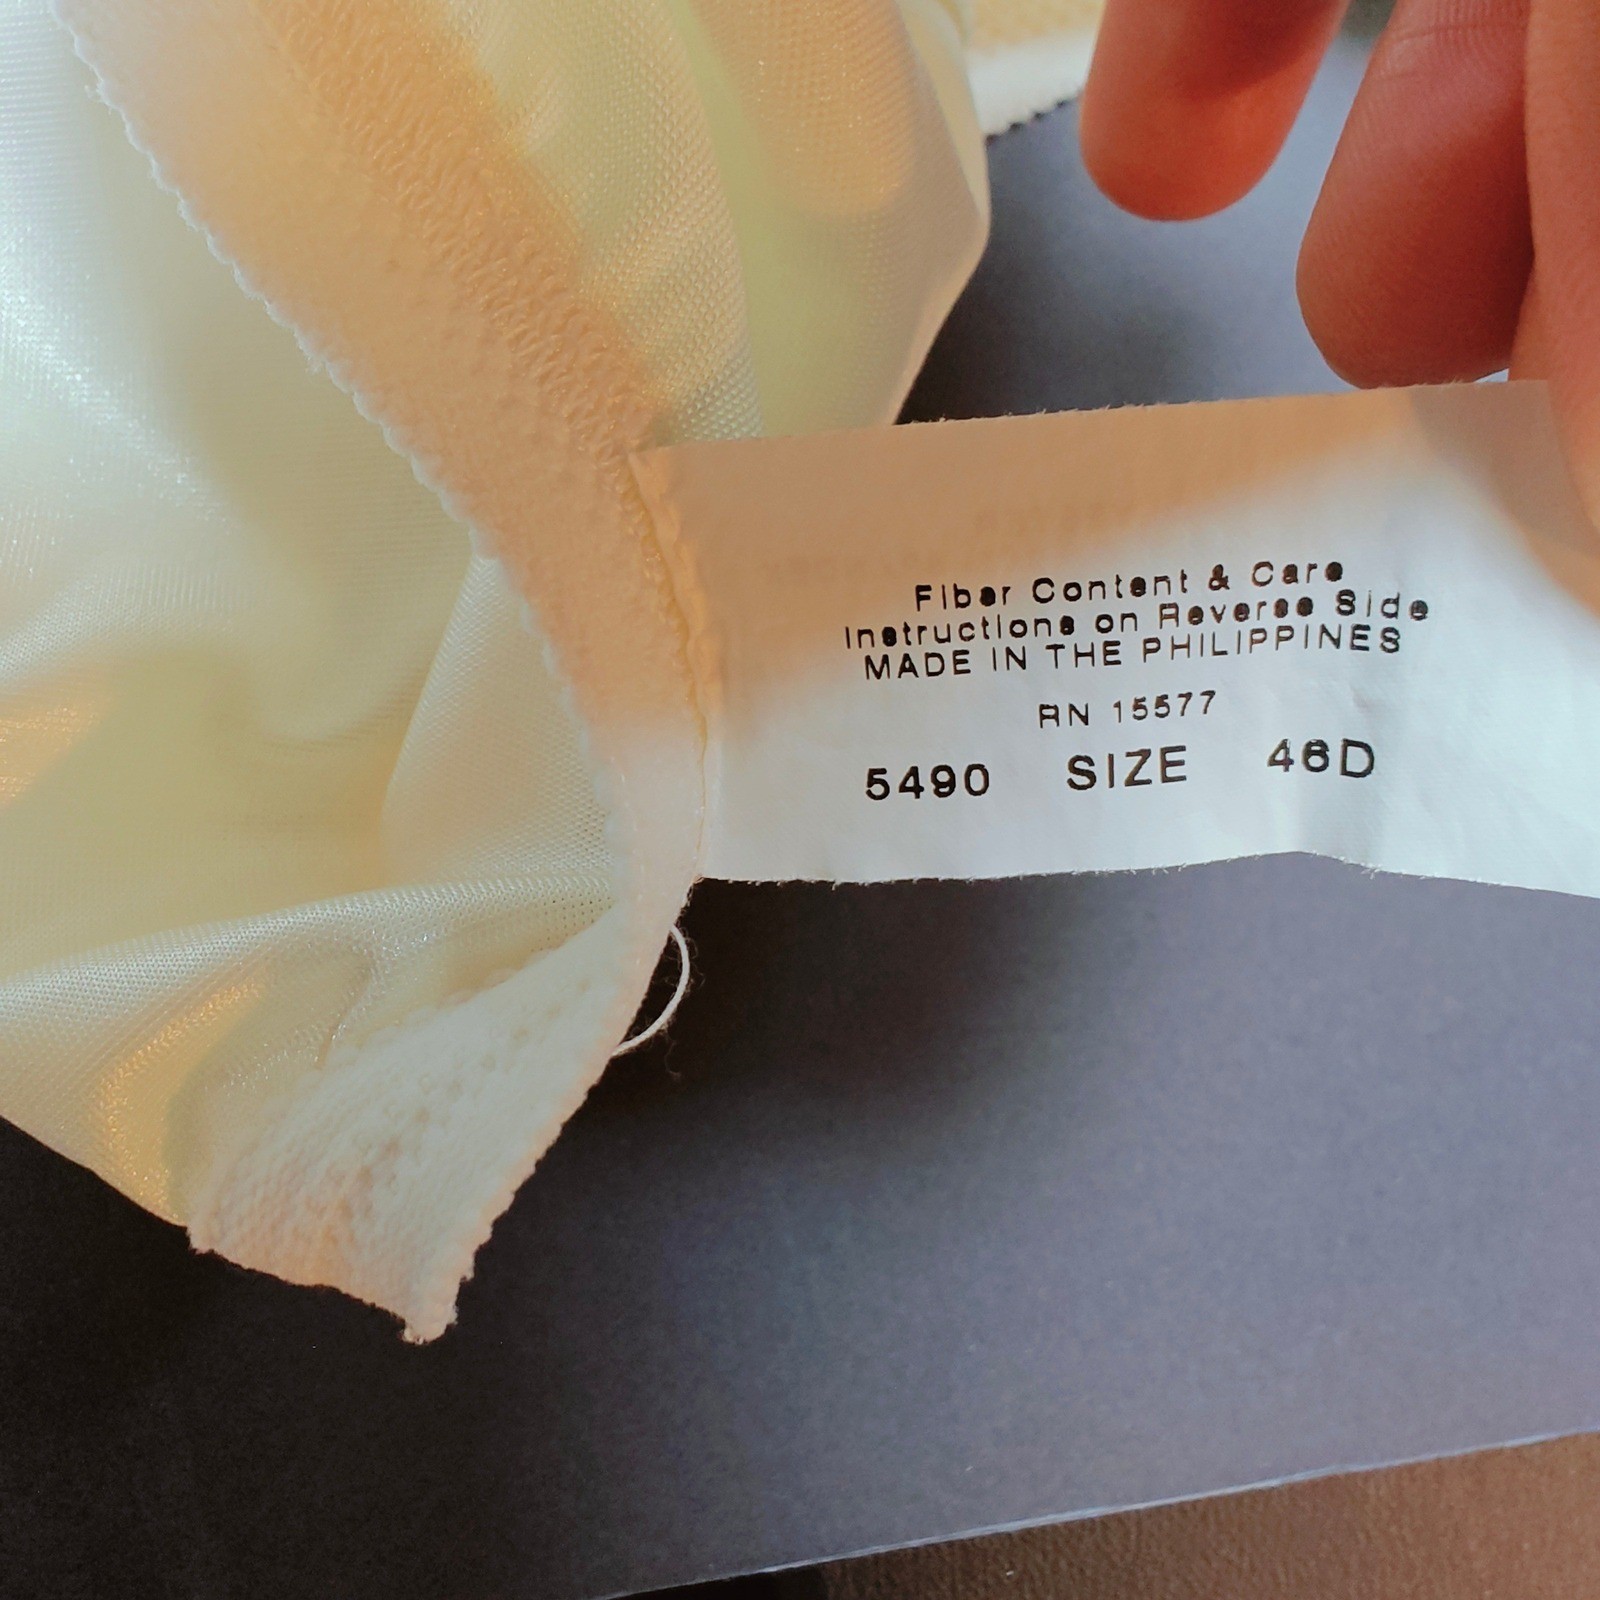 Fiber Content & Care
Instructions on Reverse Side
MADE IN THE PHILIPPINES
RN 15577
5490 SIZE 46D